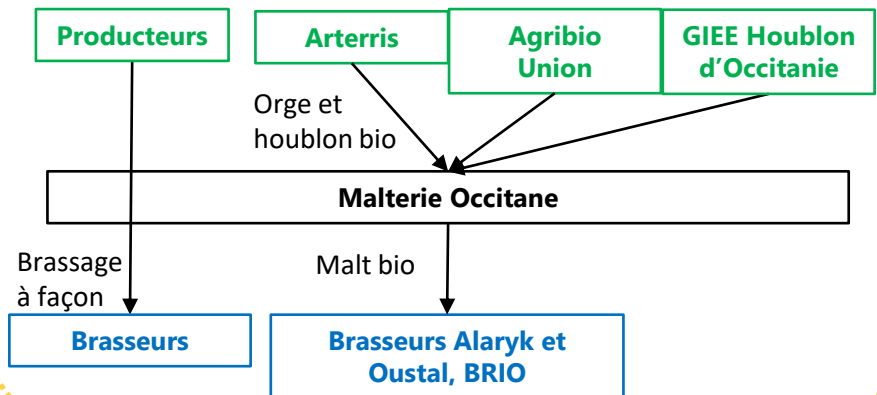 Producteurs
Arterris
Agribio
Union
GIEE Houblon
d’Occitanie
Orge et
houblon bio
Malterie Occitane
Brassage
à façon
Malt bio
Brasseurs
Brasseurs Alaryk et
Oustal, BRIO